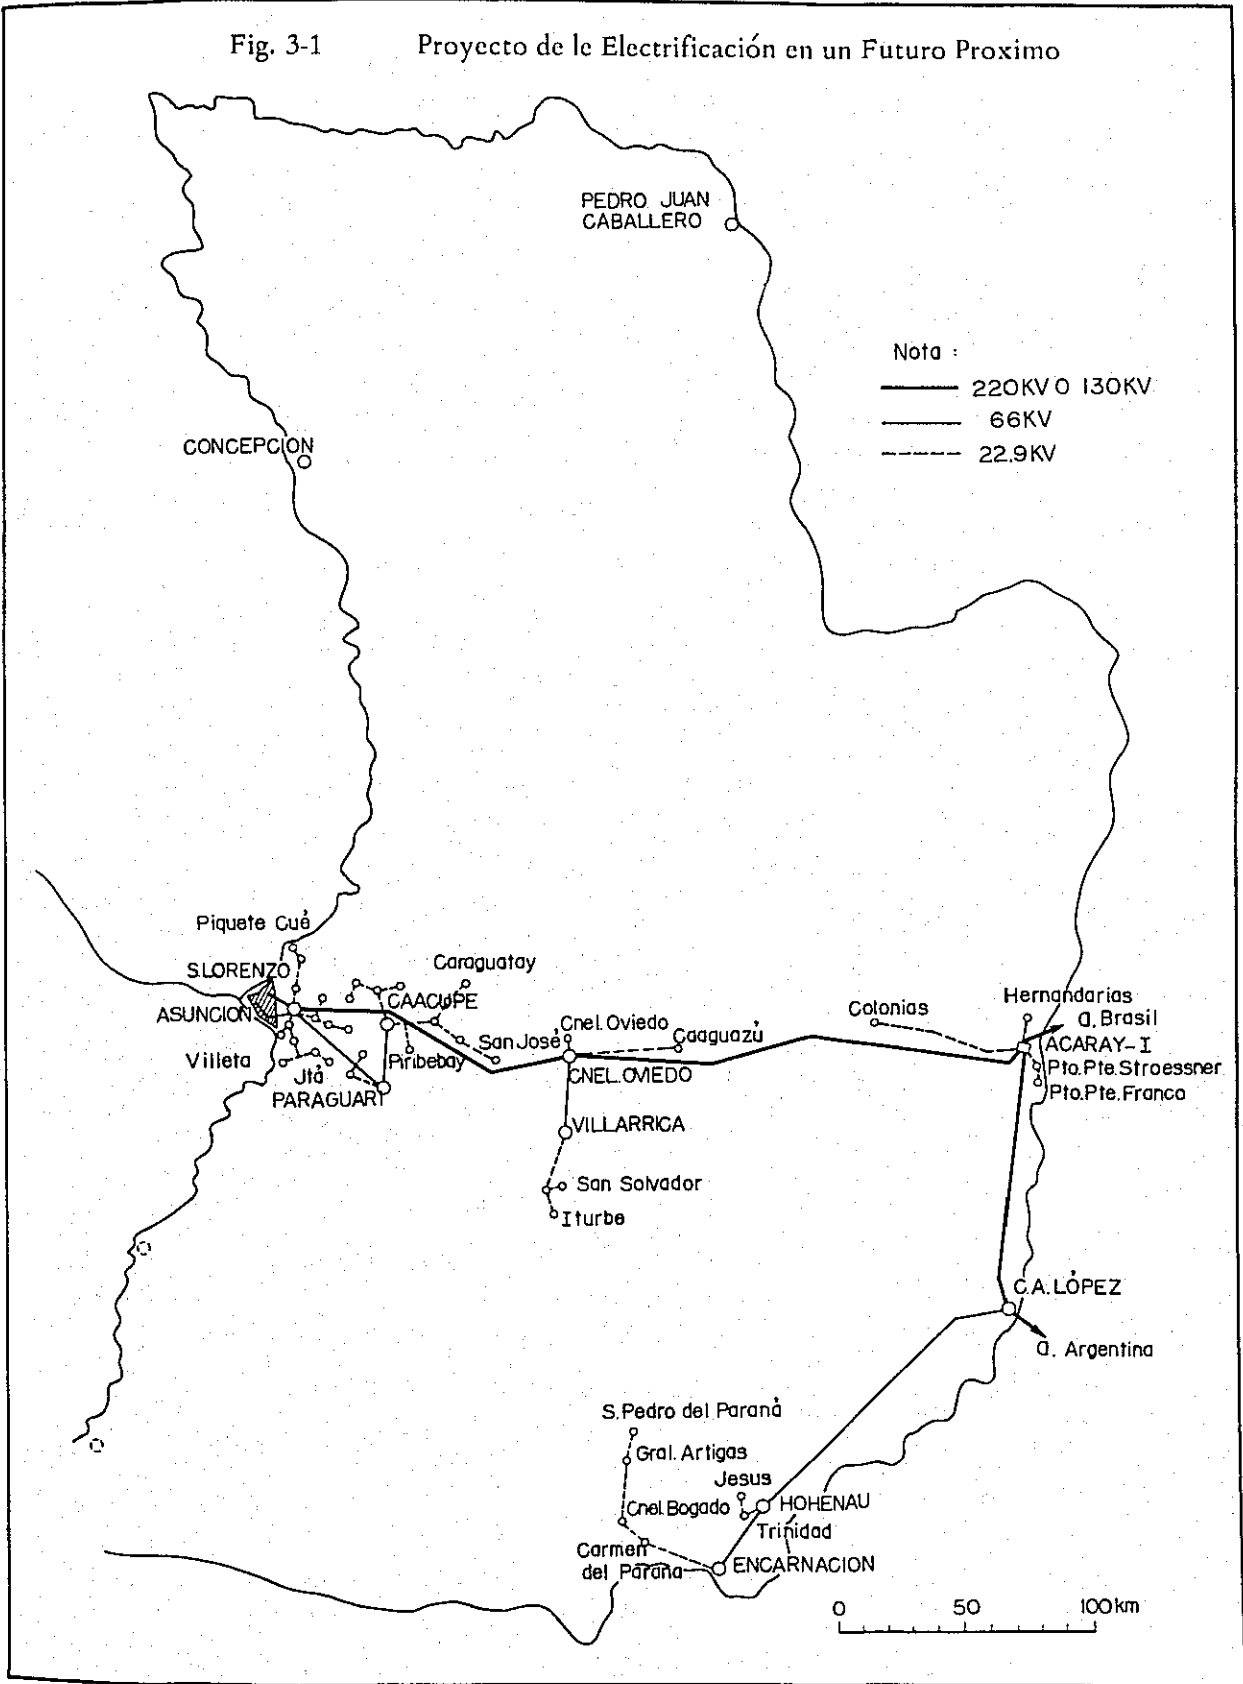 Fig. 3-1 Proyecto de le Electrificación en un Futuro Proximo
PEDRO JUAN
CABALLERO
Nota :
220KV O 130KV
66KV
22.9KV
CONCEPCION
Piquete Cué
S.LORENZO
ASUNCION
Villeta
Jtá
PARAGUARI
CAACUPE
Caraguatay
Piribebay
San José
Cnel. Oviedo
Caaguazú
CNEL.OVIEDO
VILLARRICA
San Solvador
Iturbe
Colonias
Hernandarias
a. Brasil
ACARAY-I
Pto.Pte.Stroessner
Pto.Pte.Franco
C.A.LÓPEZ
a. Argentina
S.Pedro del Paraná
Gral.Artigas
Jesus
Cnel.Bogado
HOHENAU
Trinidad
Carmen
del Parana
ENCARNACION
0 50 100km